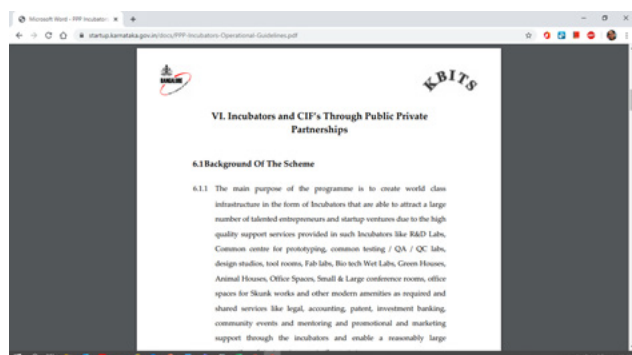 Microsoft Word - PPP Incubator
startup.karnataka.gov.in/docs/PPP-Incubators-Operational-Guidelines.pdf
BANGALORE
KBITS
VI. Incubators and CIF's Through Public Private
Partnerships
6.1Background Of The Scheme
6.1.1 The main purpose of the programme is to create world class
infrastructure in the form of Incubators that are able to attract a large
number of talented entrepreneurs and startup ventures due to the high
quality support services provided in such Incubators like R&D Labs,
Common centre for prototyping, common testing / QA / QC labs,
design studios, tool rooms, Fab labs, Bio tech Wet Labs, Green Houses,
Animal Houses, Office Spaces, Small & Large conference rooms, office
spaces for Skunk works and other modern amenities as required and
shared services like legal, accounting, patent, investment banking,
community events and mentoring and promotional and marketing
support through the incubators and enable a reasonably large